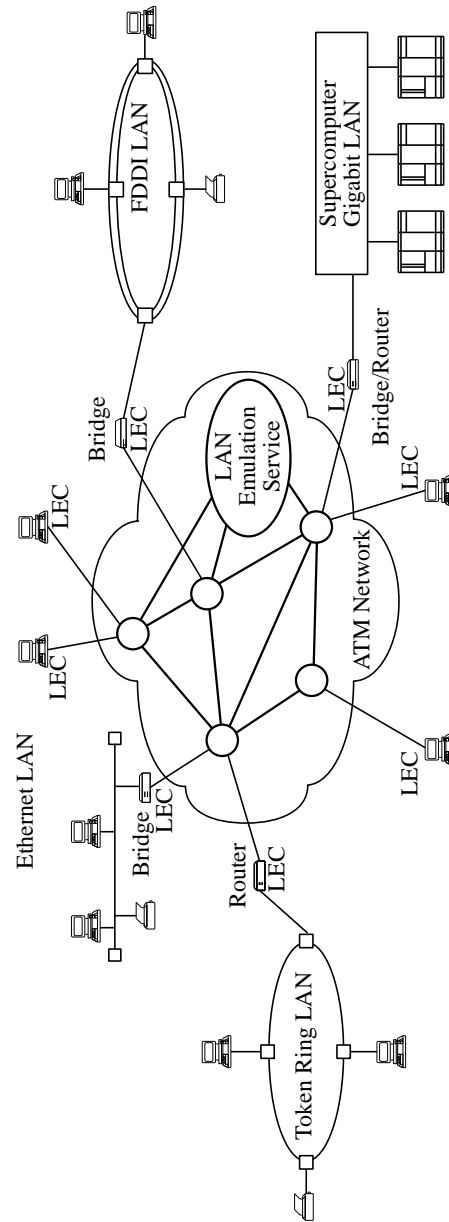 Ethernet LAN
LEC
LEC
Bridge
LEC
Bridge
LEC
FDDI LAN
Router
LEC
LAN
Emulation
Service
Token Ring LAN
ATM Network
LEC
Bridge/Router
Supercomputer
Gigabit LAN
LEC
LEC